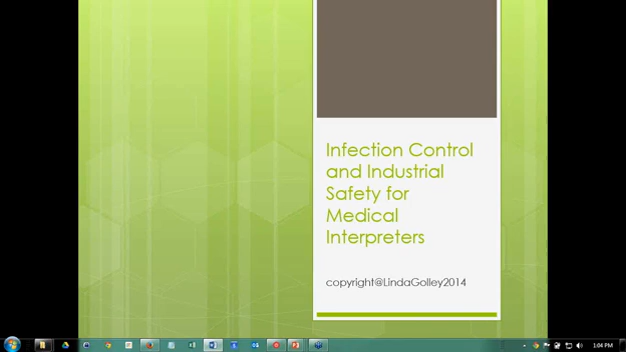 Infection Control
and Industrial
Safety for
Medical
Interpreters
copyright@LindaGolley2014
1:04 PM